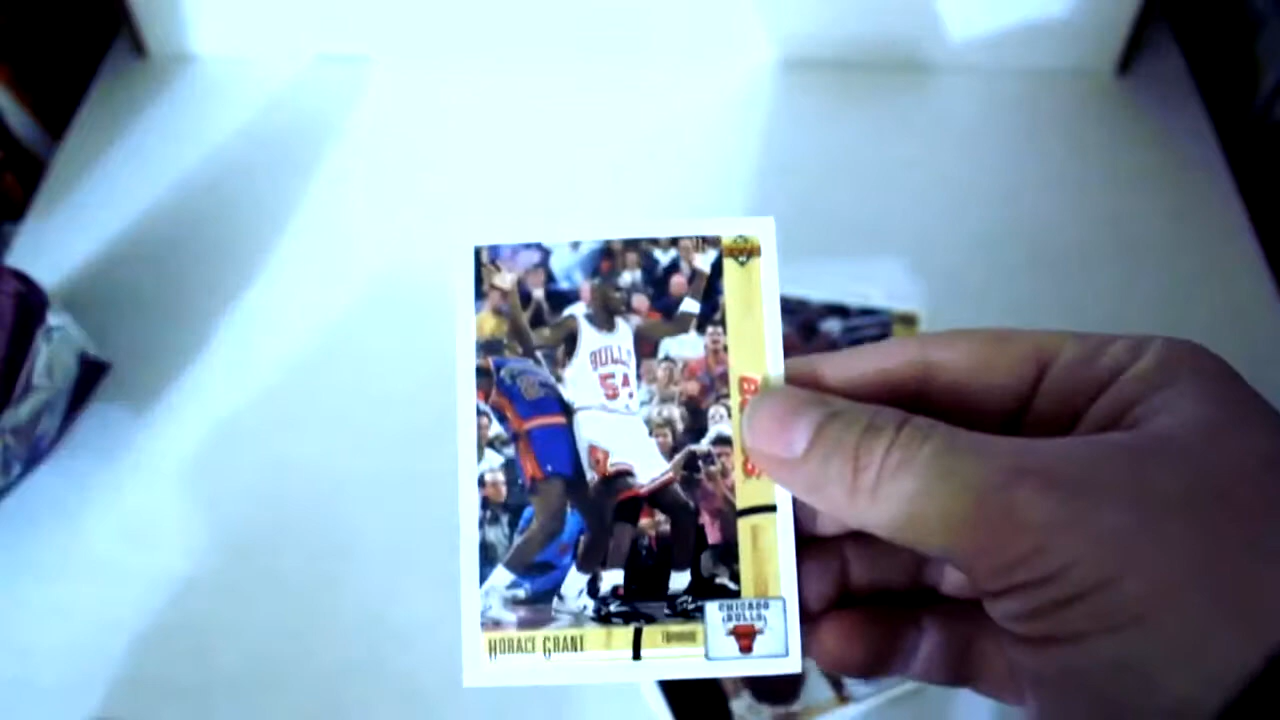 BULLS
54
HORACE GRANT
FORWARD
CHICAGO
BULLS